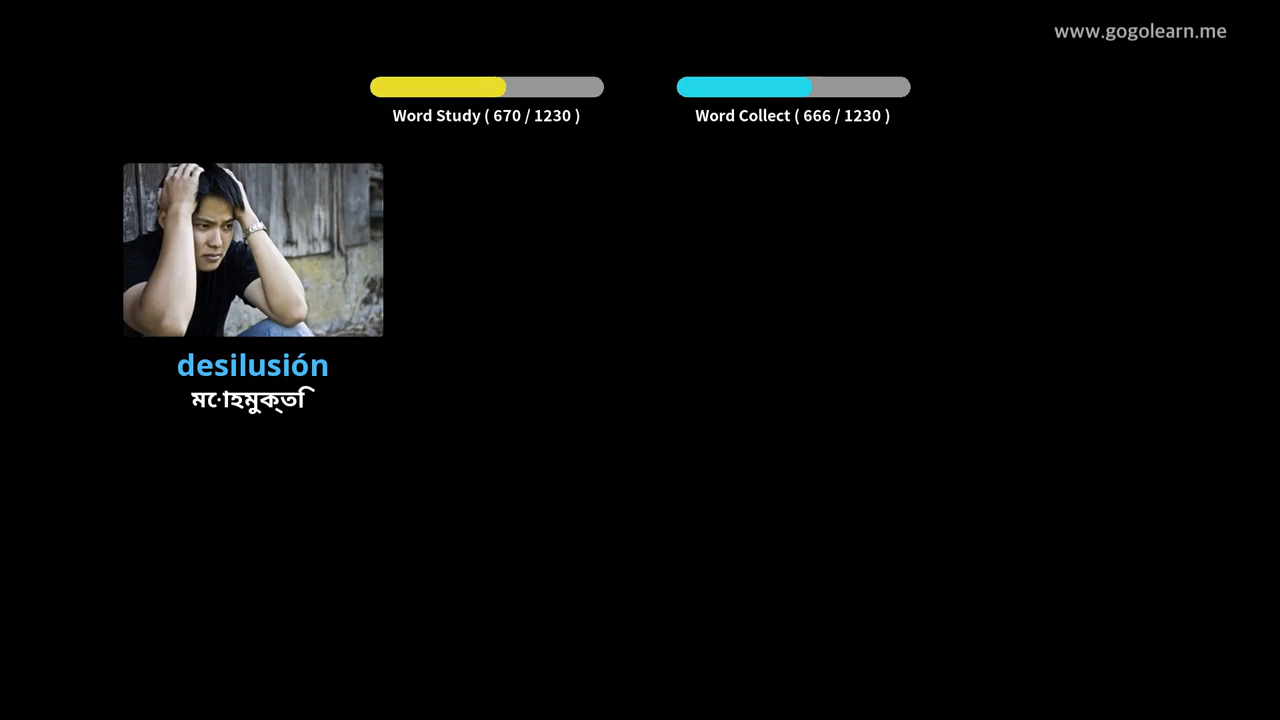 www.gogolearn.me
Word Study ( 670 / 1230 )
Word Collect ( 666 / 1230 )
desilusión
মোহমুক্তি